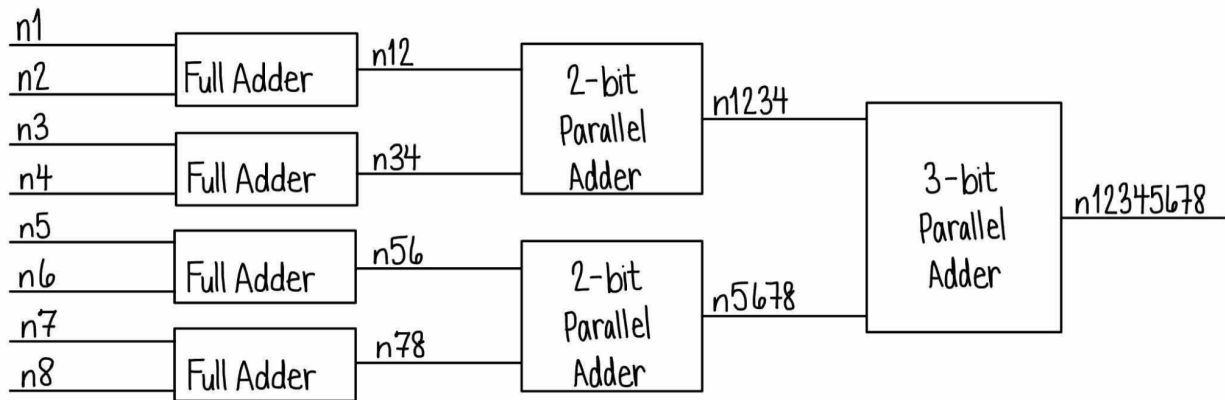 n1
n2
Full Adder
n12
n3
n4
Full Adder
n34
2-bit
Parallel
Adder
n1234
n5
n6
Full Adder
n56
n7
n8
Full Adder
n78
2-bit
Parallel
Adder
n5678
3-bit
Parallel
Adder
n12345678